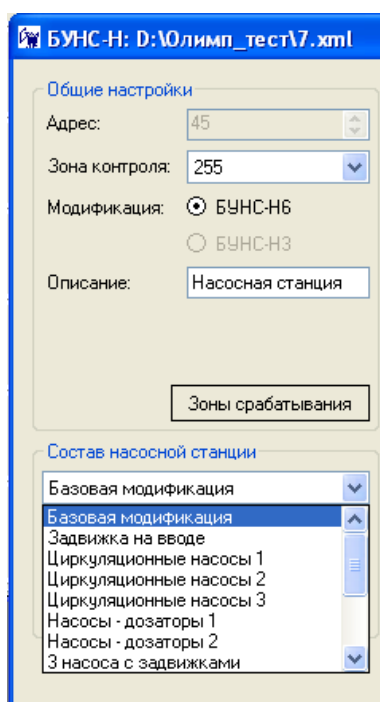 БУНС-Н: D:\Олимп_тест\7.xml
Общие настройки
Адрес: 45
Зона контроля: 255
Модификация: БУНС-Н6
БУНС-Н3
Описание: Насосная станция
Зоны срабатывания
Состав насосной станции
Базовая модификация
Базовая модификация
Задвижка на вводе
Циркуляционные насосы 1
Циркуляционные насосы 2
Циркуляционные насосы 3
Насосы - дозаторы 1
Насосы - дозаторы 2
3 насоса с задвижками